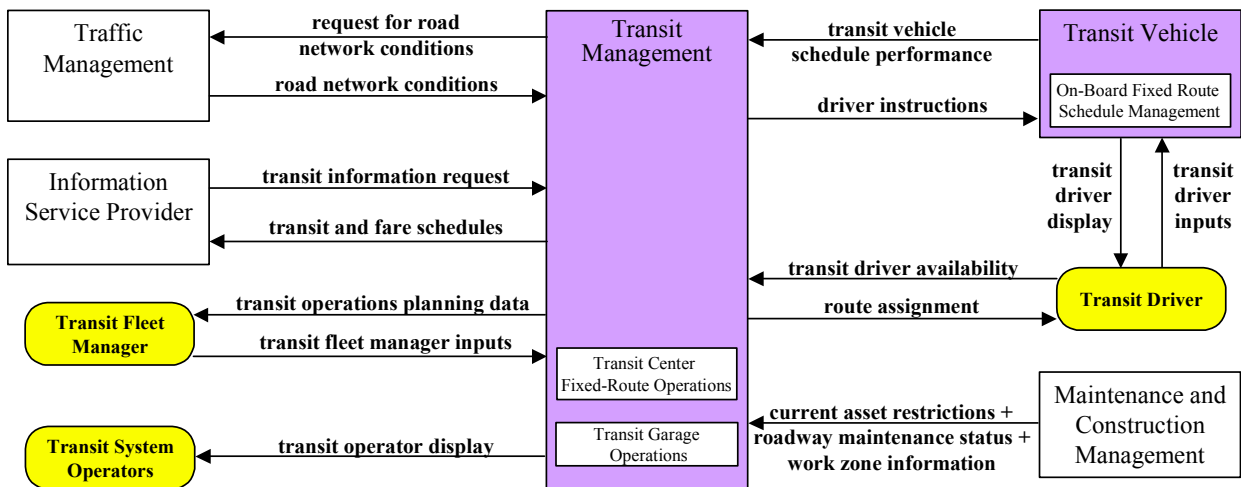 Traffic
Management
request for road
network conditions
road network conditions
Information
Service Provider
transit information request
transit and fare schedules
Transit Fleet
Manager
transit operations planning data
transit fleet manager inputs
Transit System
Operators
transit operator display
Transit
Management
Transit Center
Fixed-Route Operations
Transit Garage
Operations
transit vehicle
schedule performance
driver instructions
Transit Vehicle
On-Board Fixed Route
Schedule Management
transit
driver
display
transit
driver
inputs
transit driver availability
route assignment
Transit Driver
current asset restrictions +
roadway maintenance status +
work zone information
Maintenance and
Construction
Management